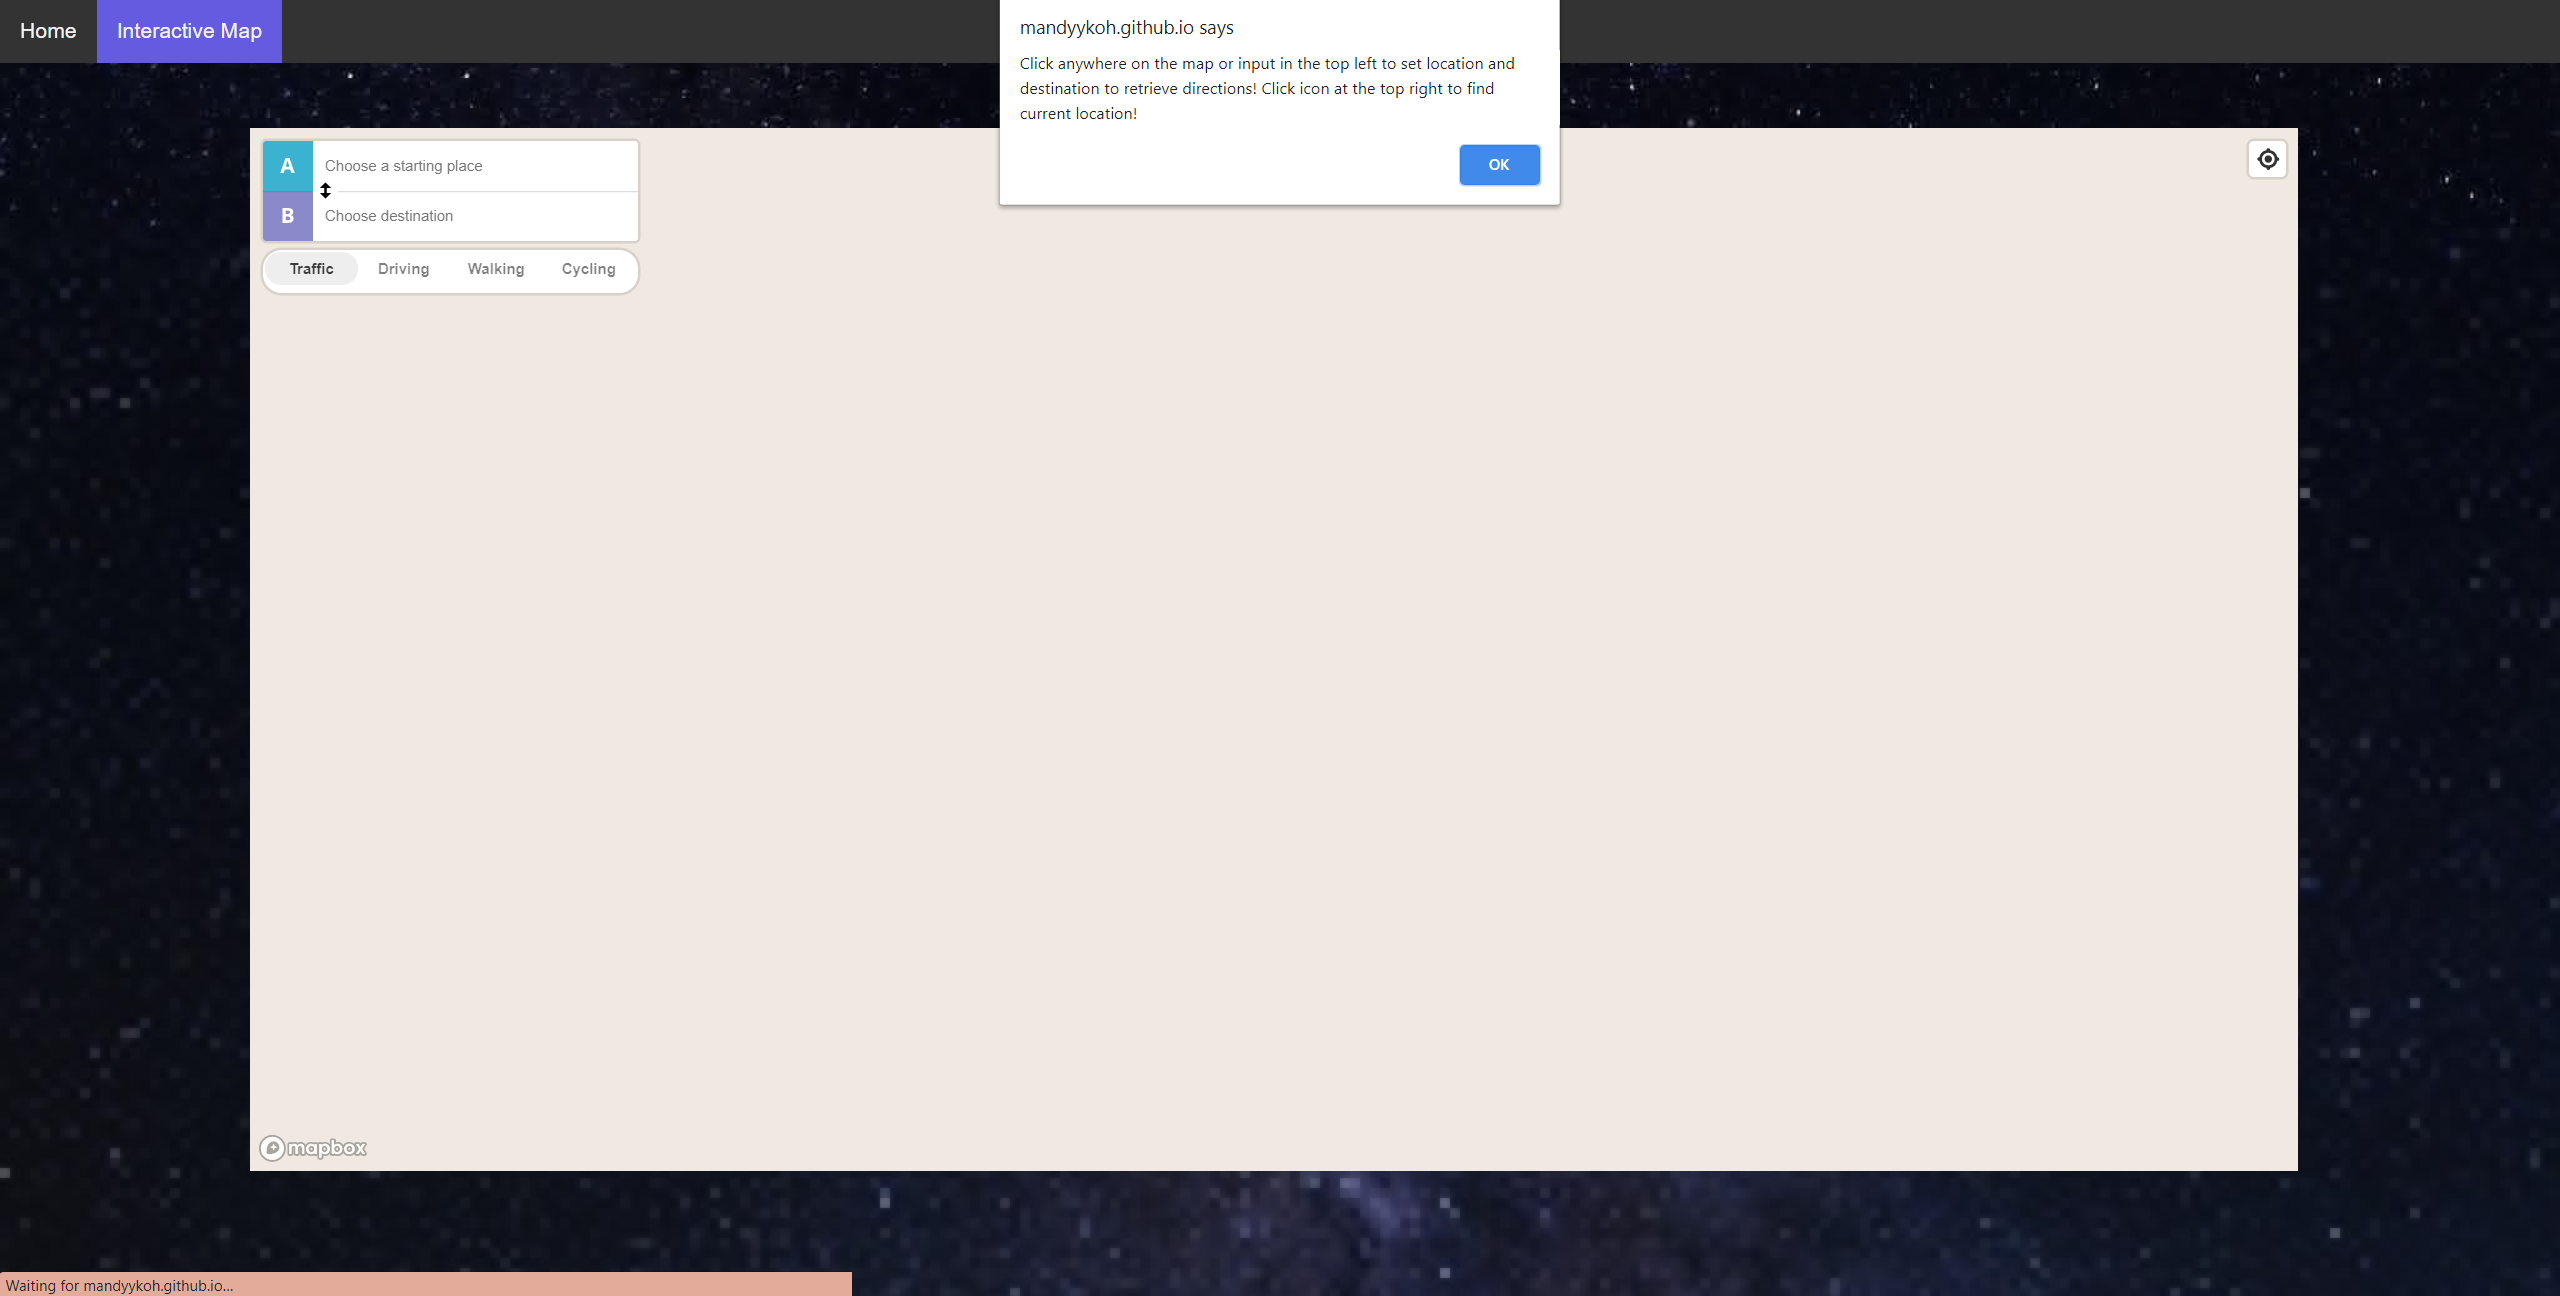 Home Interactive Map
mandyykoh.github.io says
Click anywhere on the map or input in the top left to set location and
destination to retrieve directions! Click icon at the top right to find
current location!
OK
A Choose a starting place
B Choose destination
Traffic Driving Walking Cycling
mapbox
Waiting for mandyykoh.github.io...